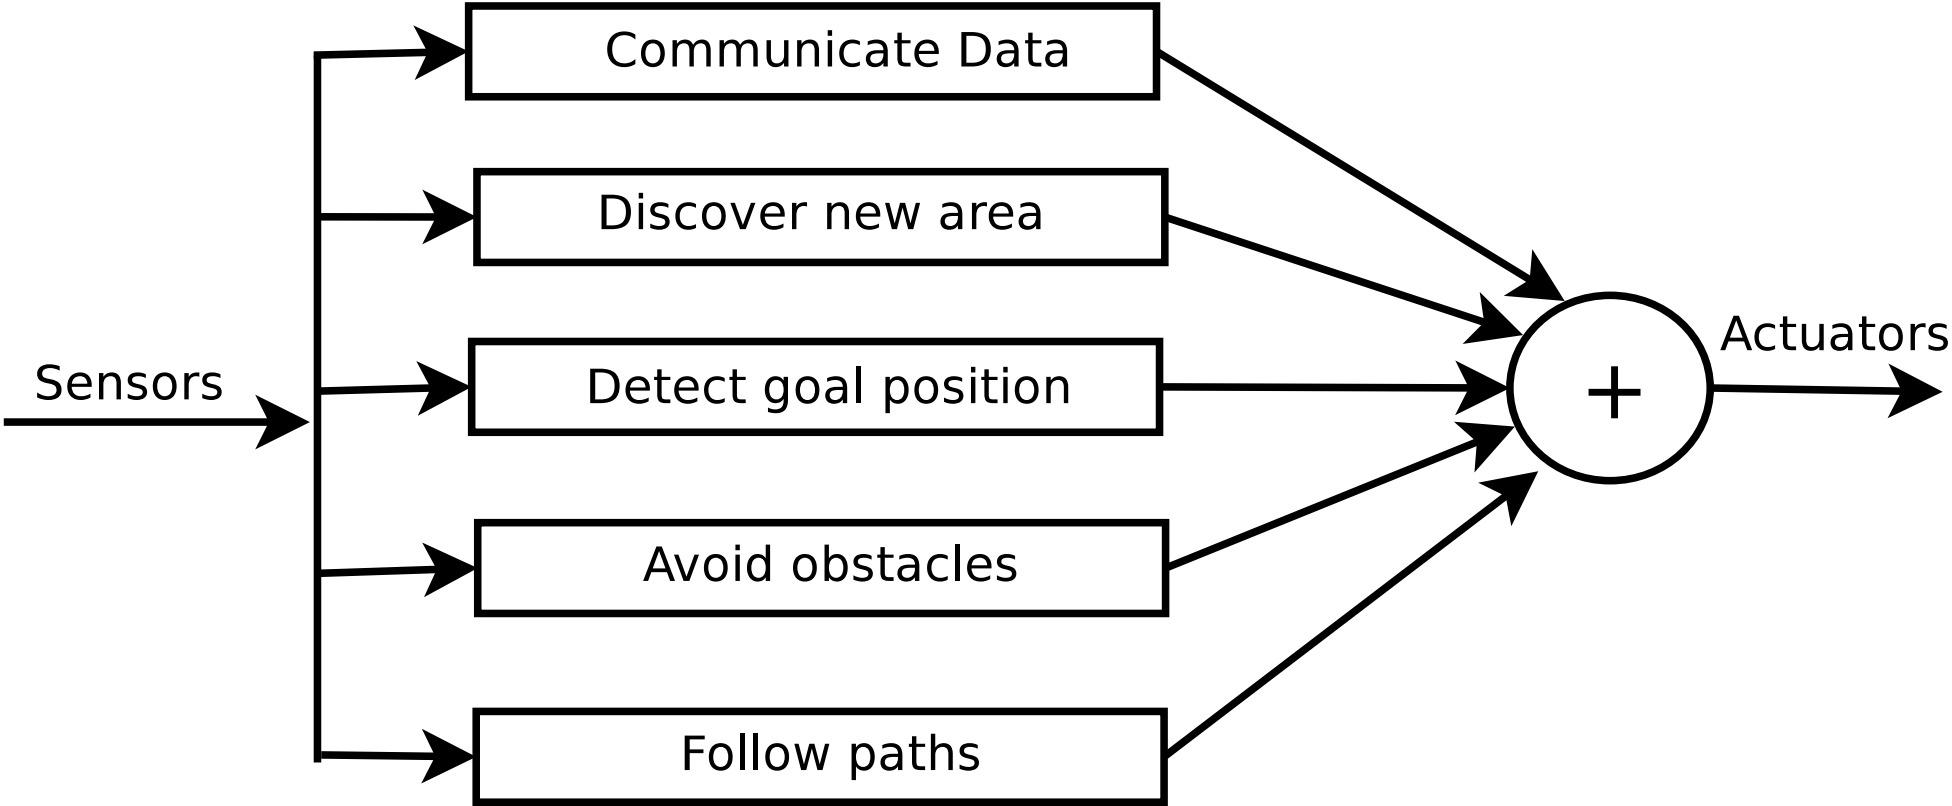 Communicate Data
Discover new area
Sensors
Detect goal position
Avoid obstacles
Follow paths
+
Actuators